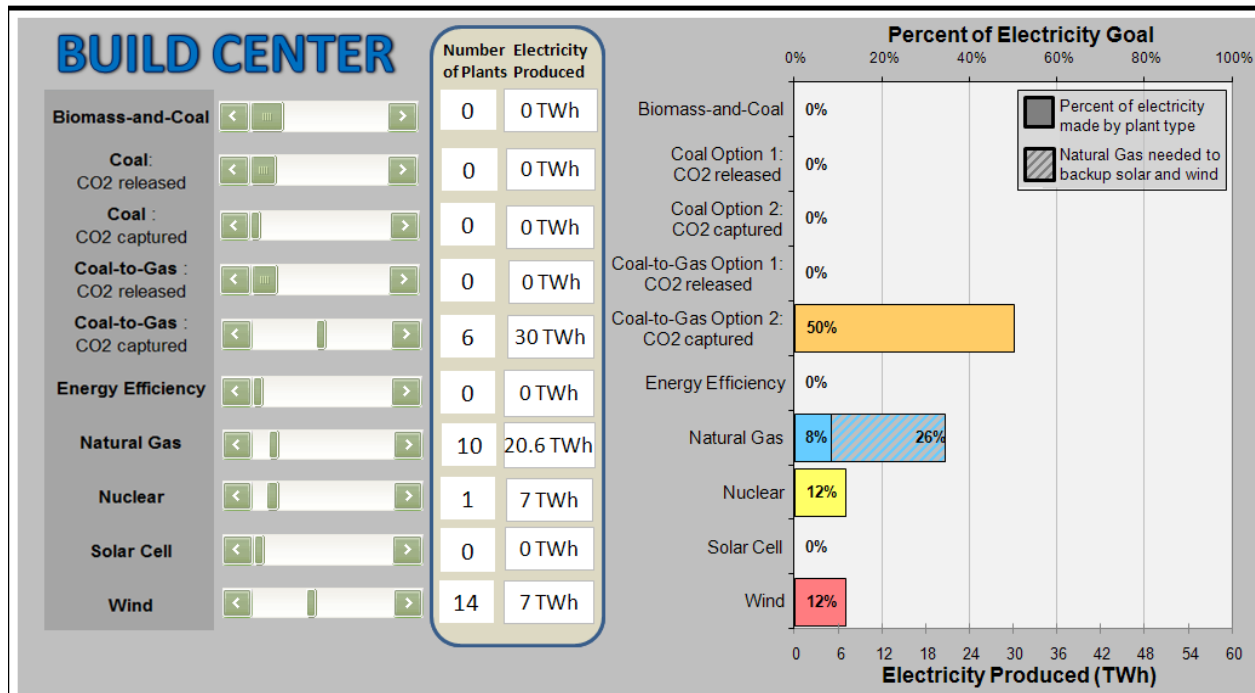 BUILD CENTER
Number Electricity
of Plants Produced
Biomass-and-Coal
0
0 TWh
Coal:
CO2 released
0
0 TWh
Coal :
CO2 captured
0
0 TWh
Coal-to-Gas :
CO2 released
0
0 TWh
Coal-to-Gas :
CO2 captured
6
30 TWh
Energy Efficiency
0
0 TWh
Natural Gas
10
20.6 TWh
Nuclear
1
7 TWh
Solar Cell
0
0 TWh
Wind
14
7 TWh
Percent of Electricity Goal
0% 20% 40% 60% 80% 100%
Biomass-and-Coal
0%
Percent of electricity
made by plant type
Natural Gas needed to
backup solar and wind
Coal Option 1:
CO2 released
0%
Coal Option 2:
CO2 captured
0%
Coal-to-Gas Option 1:
CO2 released
0%
Coal-to-Gas Option 2:
CO2 captured
50%
Energy Efficiency
0%
Natural Gas
8% 26%
Nuclear
12%
Solar Cell
0%
Wind
12%
0 6 12 18 24 30 36 42 48 54 60
Electricity Produced (TWh)